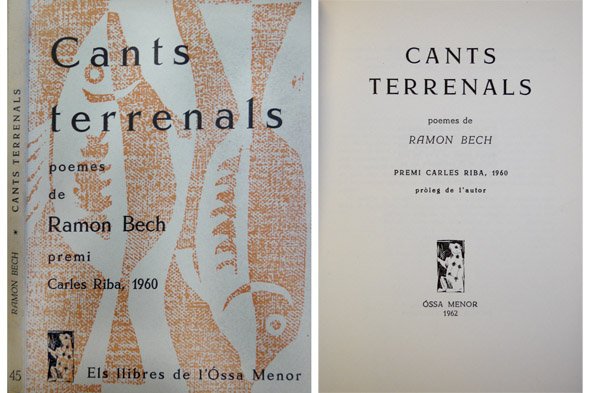 RAMON BECH * CANTS TERRENALS
45
Cants
terrenals
poemes
de
Ramon Bech
premi
Carles Riba, 1960
Els llibres de l'Óssa Menor
CANTS
TERRENALS
poemes de
RAMON BECH
PREMI CARLES RIBA, 1960
pròleg de l'autor
ÓSSA MENOR
1962